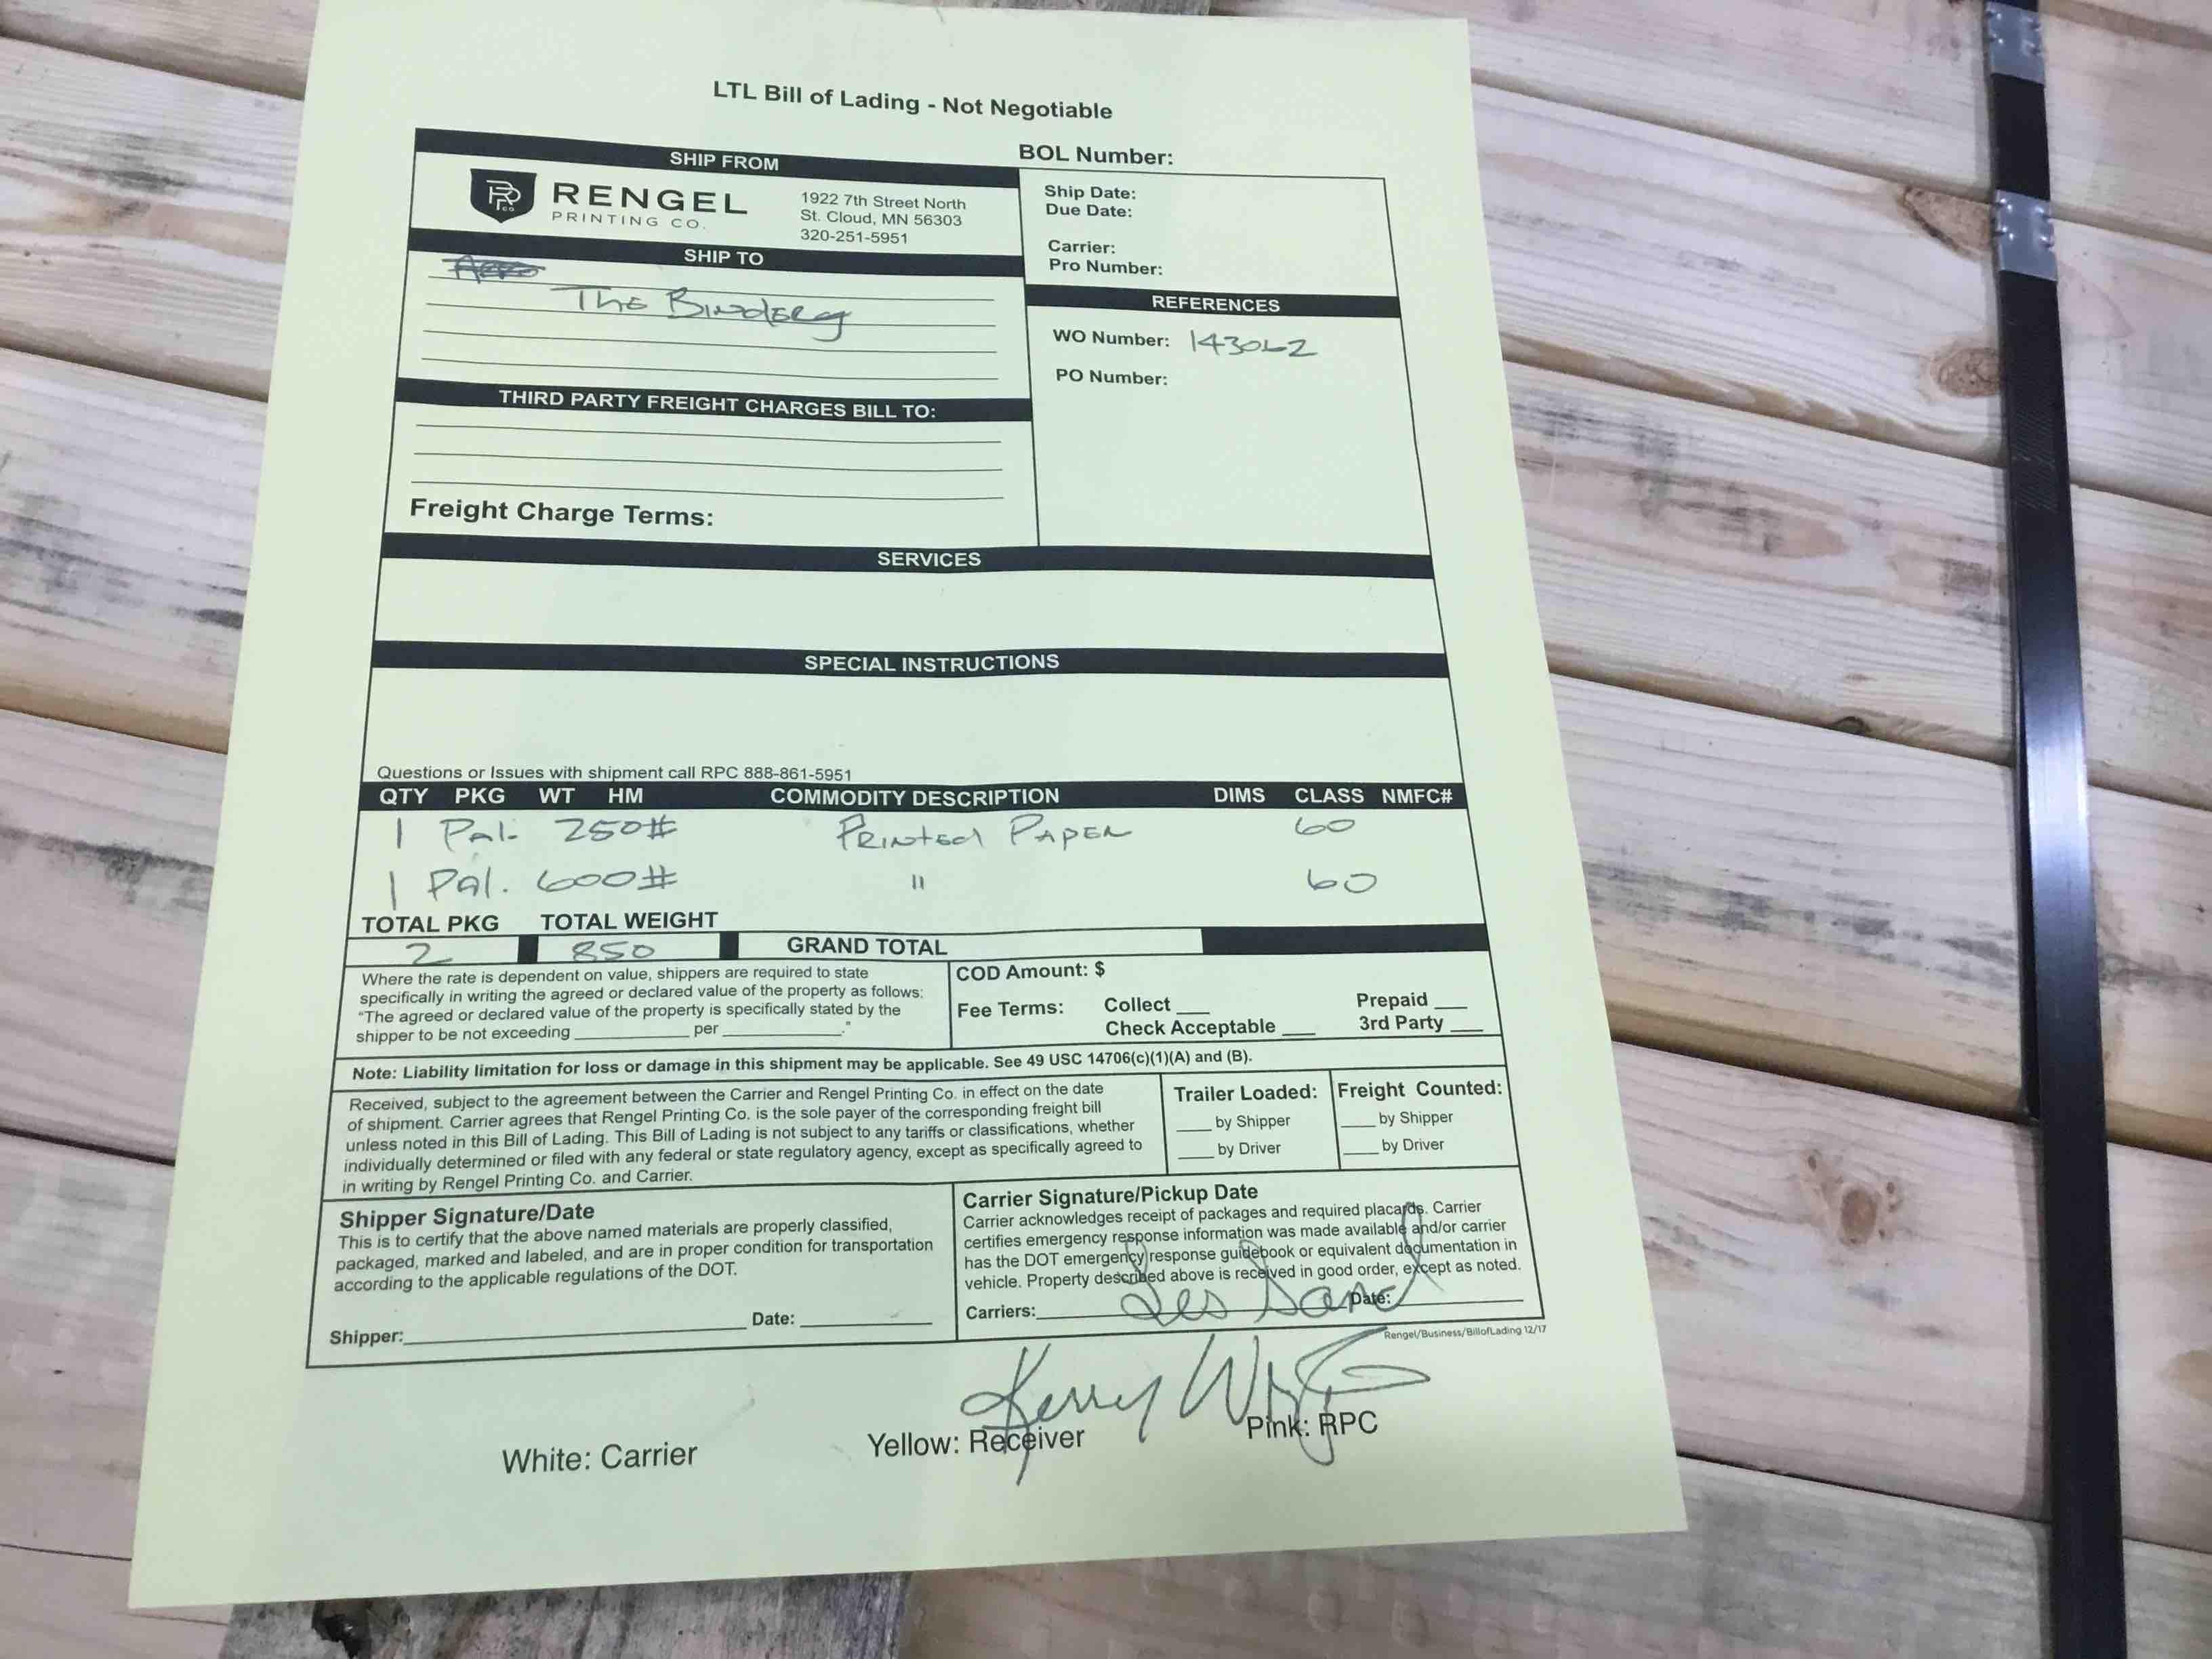 LTL Bill of Lading - Not Negotiable
SHIP FROM
BOL Number:
RPCO RENGEL
PRINTING CO.
1922 7th Street North
St. Cloud, MN 56303
320-251-5951
Ship Date:
Due Date:
Carrier:
Pro Number:
SHIP TO
The Bindery
REFERENCES
WO Number: 143062
PO Number:
THIRD PARTY FREIGHT CHARGES BILL TO:
Freight Charge Terms:
SERVICES
SPECIAL INSTRUCTIONS
Questions or Issues with shipment call RPC 888-861-5951
QTY PKG WT HM COMMODITY DESCRIPTION DIMS CLASS NMFC#
1 Pal. 250# Printed Paper 60
1 Pal. 600# " 60
TOTAL PKG TOTAL WEIGHT
2 850 GRAND TOTAL
Where the rate is dependent on value, shippers are required to state
specifically in writing the agreed or declared value of the property as follows:
“The agreed or declared value of the property is specifically stated by the
shipper to be not exceeding ____________ per ____________.”
COD Amount: $
Fee Terms: Collect ___ Prepaid ___
Check Acceptable ___ 3rd Party ___
Note: Liability limitation for loss or damage in this shipment may be applicable. See 49 USC 14706(c)(1)(A) and (B).
Received, subject to the agreement between the Carrier and Rengel Printing Co. in effect on the date
of shipment. Carrier agrees that Rengel Printing Co. is the sole payer of the corresponding freight bill
unless noted in this Bill of Lading. This Bill of Lading is not subject to any tariffs or classifications, whether
individually determined or filed with any federal or state regulatory agency, except as specifically agreed to
in writing by Rengel Printing Co. and Carrier.
Trailer Loaded:
___ by Shipper
___ by Driver
Freight Counted:
___ by Shipper
___ by Driver
Shipper Signature/Date
This is to certify that the above named materials are properly classified,
packaged, marked and labeled, and are in proper condition for transportation
according to the applicable regulations of the DOT.
Shipper: ____________ Date: ____________
Carrier Signature/Pickup Date
Carrier acknowledges receipt of packages and required placards. Carrier
certifies emergency response information was made available and/or carrier
has the DOT emergency response guidebook or equivalent documentation in
vehicle. Property described above is received in good order, except as noted.
Carriers: Les Sand Date: ____________
Rengel/Business/BillofLading 12/17
Kerry
White: Carrier Yellow: Receiver Pink: RPC